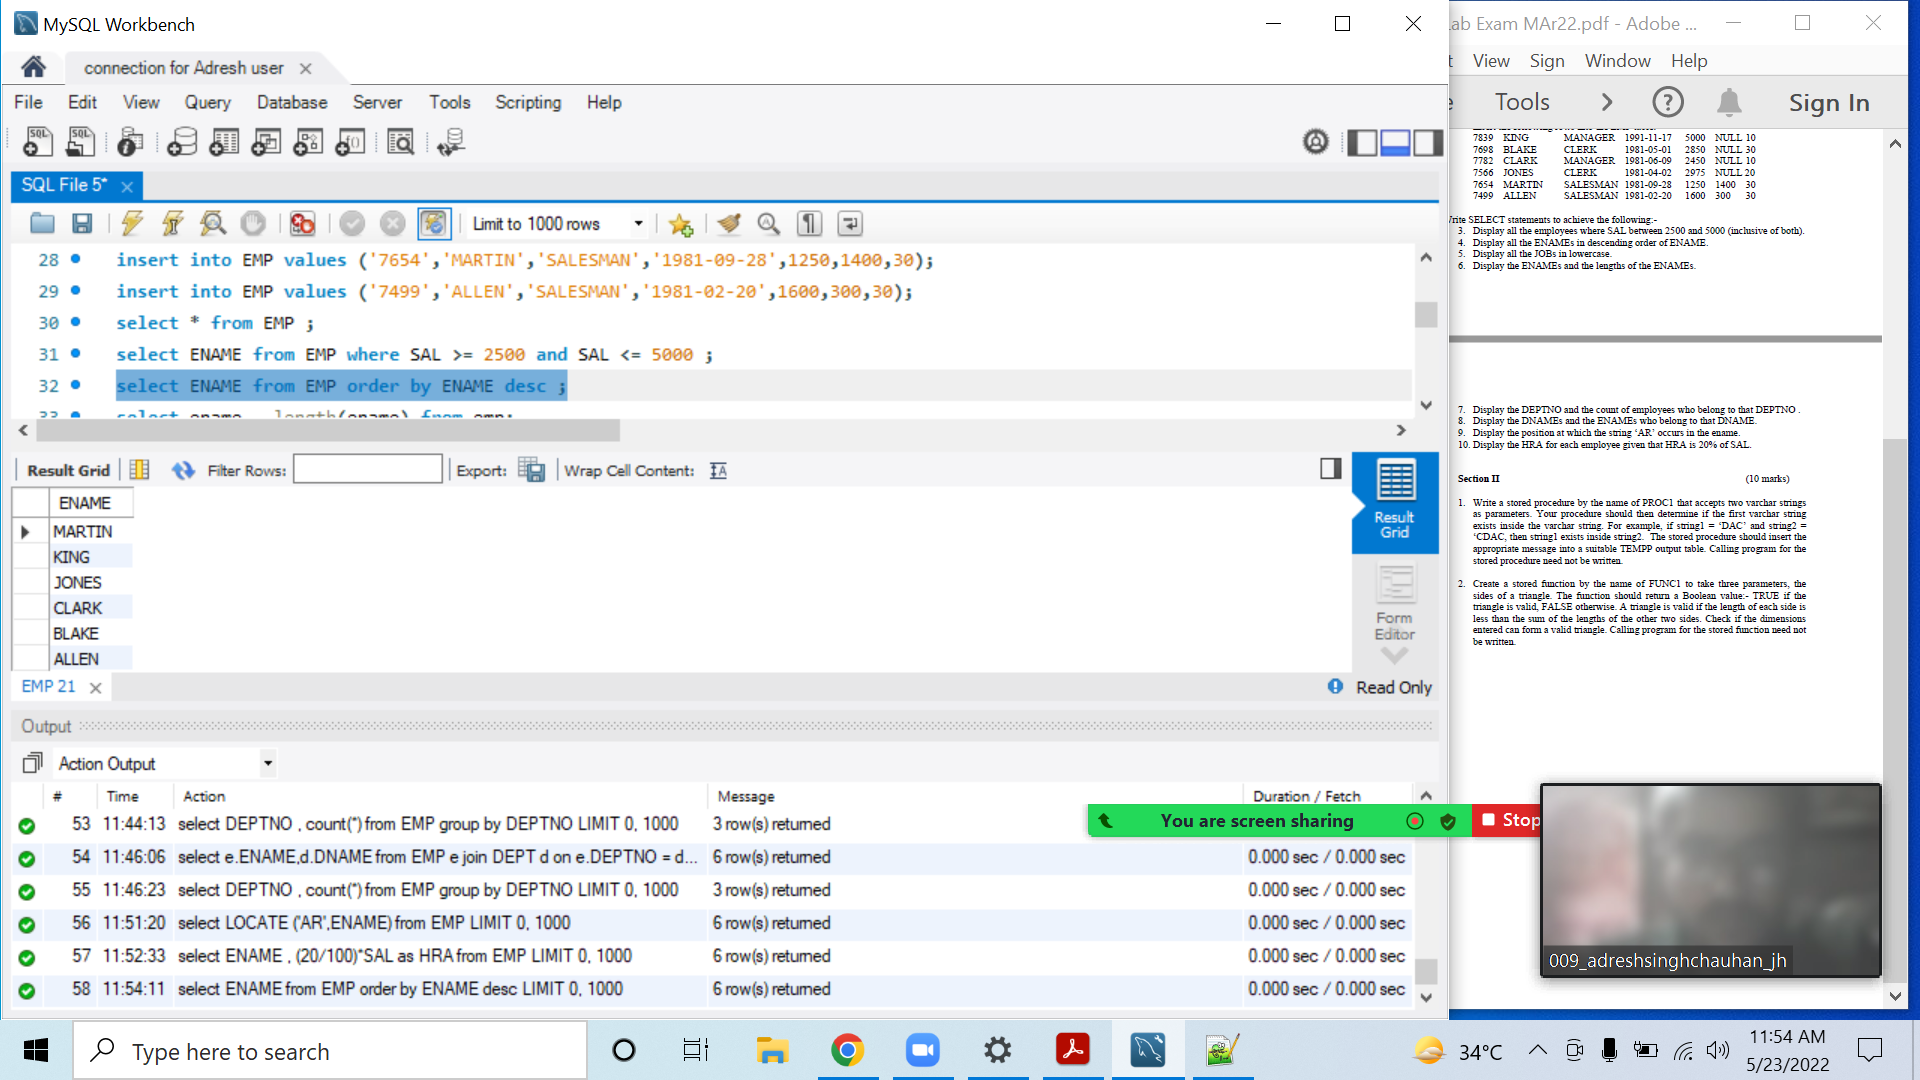 MySQL Workbench
connection for Adresh user
File Edit View Query Database Server Tools Scripting Help
SQL File 5*
Limit to 1000 rows
28 insert into EMP values ('7654','MARTIN','SALESMAN','1981-09-28',1250,1400,30);
29 insert into EMP values ('7499','ALLEN','SALESMAN','1981-02-20',1600,300,30);
30 select * from EMP ;
31 select ENAME from EMP where SAL >= 2500 and SAL <= 5000 ;
32 select ENAME from EMP order by ENAME desc ;
Result Grid Filter Rows: Export: Wrap Cell Content:
ENAME
MARTIN
KING
JONES
CLARK
BLAKE
ALLEN
Result Grid
Form Editor
EMP 21
Read Only
Output
Action Output
# Time Action Message Duration / Fetch
53 11:44:13 select DEPTNO , count(*) from EMP group by DEPTNO LIMIT 0, 1000 3 row(s) returned
54 11:46:06 select e.ENAME,d.DNAME from EMP e join DEPT d on e.DEPTNO = d... 6 row(s) returned 0.000 sec / 0.000 sec
55 11:46:23 select DEPTNO , count(*) from EMP group by DEPTNO LIMIT 0, 1000 3 row(s) returned 0.000 sec / 0.000 sec
56 11:51:20 select LOCATE ('AR',ENAME) from EMP LIMIT 0, 1000 6 row(s) returned 0.000 sec / 0.000 sec
57 11:52:33 select ENAME , (20/100)*SAL as HRA from EMP LIMIT 0, 1000 6 row(s) returned 0.000 sec / 0.000 sec
58 11:54:11 select ENAME from EMP order by ENAME desc LIMIT 0, 1000 6 row(s) returned 0.000 sec / 0.000 sec
You are screen sharing Stop
ab Exam MAr22.pdf - Adobe ...
View Sign Window Help
Tools Sign In
7839 KING MANAGER 1991-11-17 5000 NULL 10
7698 BLAKE CLERK 1981-05-01 2850 NULL 30
7782 CLARK MANAGER 1981-06-09 2450 NULL 10
7566 JONES CLERK 1981-04-02 2975 NULL 20
7654 MARTIN SALESMAN 1981-09-28 1250 1400 30
7499 ALLEN SALESMAN 1981-02-20 1600 300 30
rite SELECT statements to achieve the following:-
3. Display all the employees where SAL between 2500 and 5000 (inclusive of both).
4. Display all the ENAMEs in descending order of ENAME.
5. Display all the JOBs in lowercase.
6. Display the ENAMEs and the lengths of the ENAMEs.
7. Display the DEPTNO and the count of employees who belong to that DEPTNO .
8. Display the DNAMEs and the ENAMEs who belong to that DNAME.
9. Display the position at which the string ‘AR’ occurs in the ename.
10. Display the HRA for each employee given that HRA is 20% of SAL.
Section II (10 marks)
1. Write a stored procedure by the name of PROC1 that accepts two varchar strings
as parameters. Your procedure should then determine if the first varchar string
exists inside the varchar string. For example, if string1 = ‘DAC’ and string2 =
‘CDAC, then string1 exists inside string2. The stored procedure should insert the
appropriate message into a suitable TEMPP output table. Calling program for the
stored procedure need not be written.
2. Create a stored function by the name of FUNC1 to take three parameters, the
sides of a triangle. The function should return a Boolean value:- TRUE if the
triangle is valid, FALSE otherwise. A triangle is valid if the length of each side is
less than the sum of the lengths of the other two sides. Check if the dimensions
entered can form a valid triangle. Calling program for the stored function need not
be written.
009_adreshsinghchauhan_jh
Type here to search
34°C
11:54 AM
5/23/2022